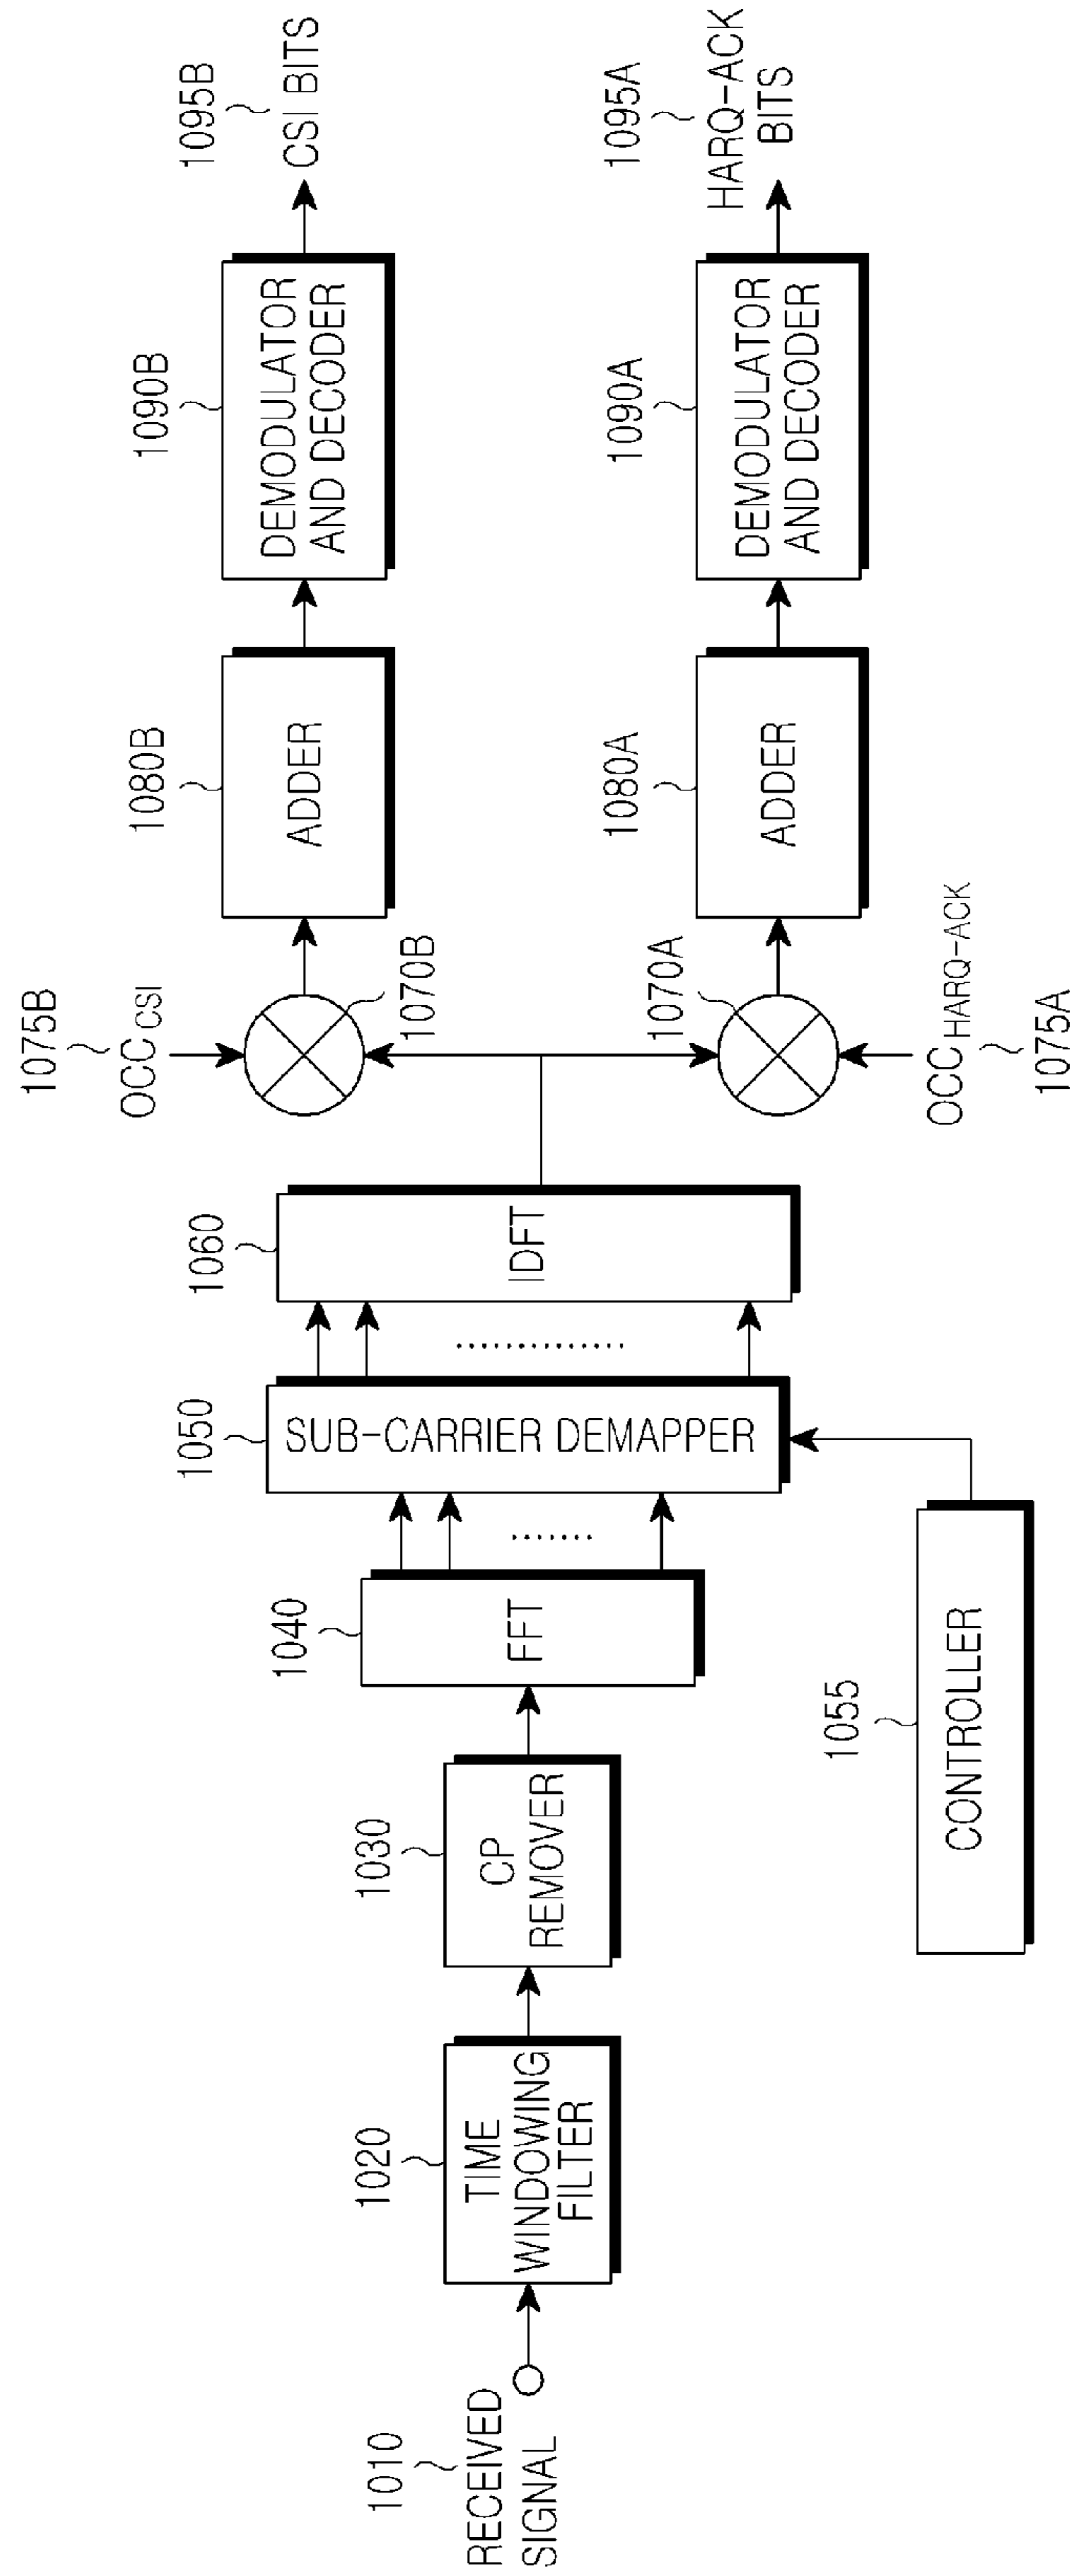 1010
RECEIVED
SIGNAL
1020
TIME
WINDOWING
FILTER
1030
CP
REMOVER
1040
FFT
1050
SUB-CARRIER DEMAPPER
1055
CONTROLLER
1060
IDFT
1075B
OCC CSI
1070B
1080B
ADDER
1090B
DEMODULATOR
AND DECODER
1095B
CSI BITS
1070A
OCC HARQ-ACK
1075A
1080A
ADDER
1090A
DEMODULATOR
AND DECODER
1095A
HARQ-ACK
BITS